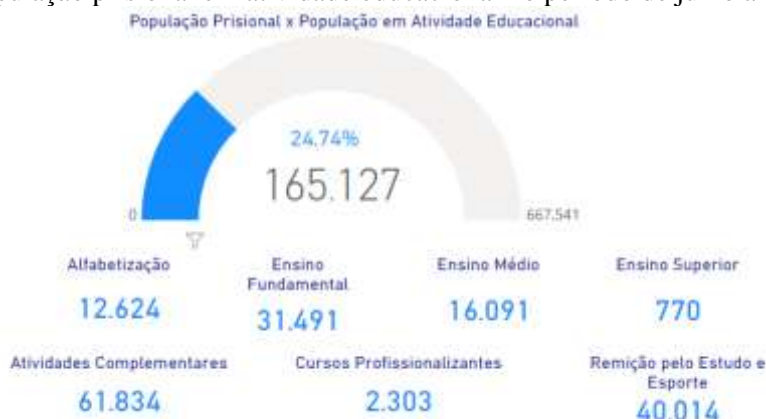 População Prisional x População em Atividade Educacional
24.74%
165.127
0
667.541
Alfabetização
12.624
Ensino
Fundamental
31.491
Ensino Médio
16.091
Ensino Superior
770
Atividades Complementares
61.834
Cursos Profissionalizantes
2.303
Remição pelo Estudo e
Esporte
40.014